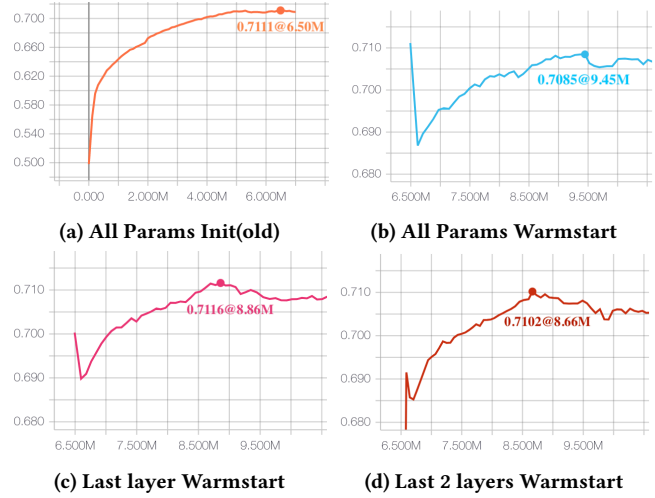 0.700
0.660
0.620
0.580
0.540
0.500
0.7111@6.50M
0.000 2.000M 4.000M 6.000M
(a) All Params Init(old)
0.710
0.700
0.690
0.680
0.7085@9.45M
6.500M 7.500M 8.500M 9.500M
(b) All Params Warmstart
0.710
0.700
0.690
0.680
0.7116@8.86M
6.500M 7.500M 9.500M
(c) Last layer Warmstart
0.710
0.700
0.690
0.680
0.7102@8.66M
6.500M 7.500M 8.500M 9.500M
(d) Last 2 layers Warmstart